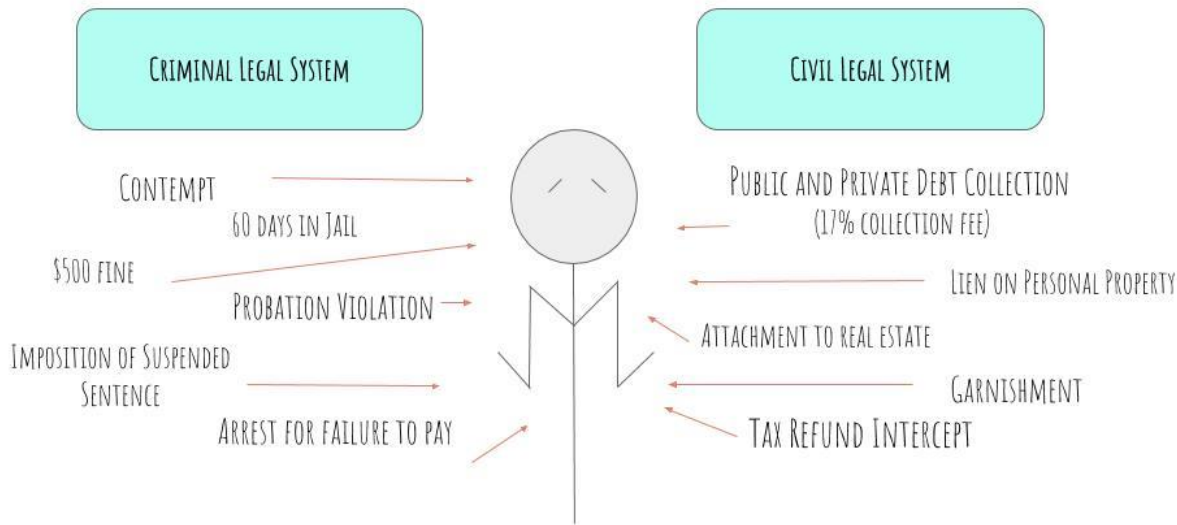 Criminal Legal System
Contempt
60 days in Jail
$500 fine
Probation Violation
Imposition of Suspended
Sentence
Arrest for failure to pay
Civil Legal System
Public and Private Debt Collection
(17% collection fee)
Lien on Personal Property
Attachment to real estate
Garnishment
Tax Refund Intercept